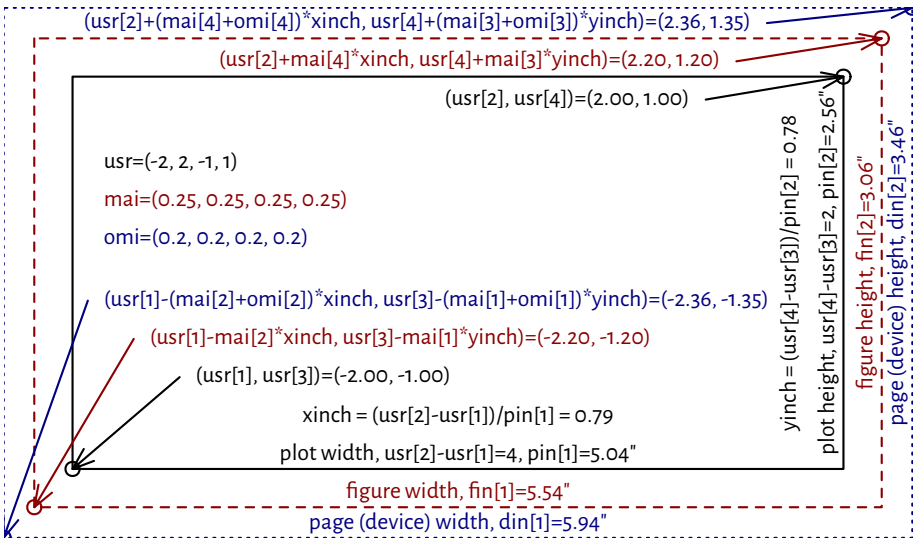 (usr[2]+(mai[4]+omi[4])*xinch, usr[4]+(mai[3]+omi[3])*yinch)=(2.36, 1.35)
(usr[2]+mai[4]*xinch, usr[4]+mai[3]*yinch)=(2.20, 1.20)
(usr[2], usr[4])=(2.00, 1.00)
usr=(-2, 2, -1, 1)
mai=(0.25, 0.25, 0.25, 0.25)
omi=(0.2, 0.2, 0.2, 0.2)
(usr[1]-(mai[2]+omi[2])*xinch, usr[3]-(mai[1]+omi[1])*yinch)=(-2.36, -1.35)
(usr[1]-mai[2]*xinch, usr[3]-mai[1]*yinch)=(-2.20, -1.20)
(usr[1], usr[3])=(-2.00, -1.00)
xinch = (usr[2]-usr[1])/pin[1] = 0.79
plot width, usr[2]-usr[1]=4, pin[1]=5.04"
figure width, fin[1]=5.54"
page (device) width, din[1]=5.94"
yinch = (usr[4]-usr[3])/pin[2] = 0.78
plot height, usr[4]-usr[3]=2, pin[2]=2.56"
figure height, fin[2]=3.06"
page (device) height, din[2]=3.46"